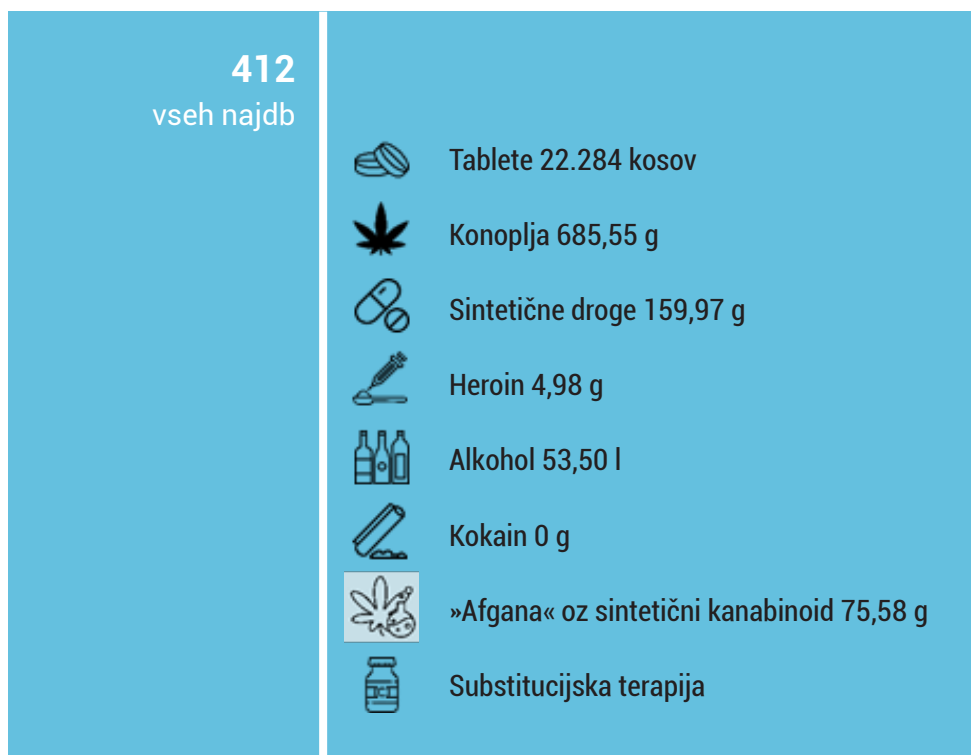 412
vseh najdb
Tablete 22.284 kosov
Konoplja 685,55 g
Sintetične droge 159,97 g
Heroin 4,98 g
Alkohol 53,50 l
Kokain 0 g
»Afgana« oz sintetični kanabinoid 75,58 g
Substitucijska terapija